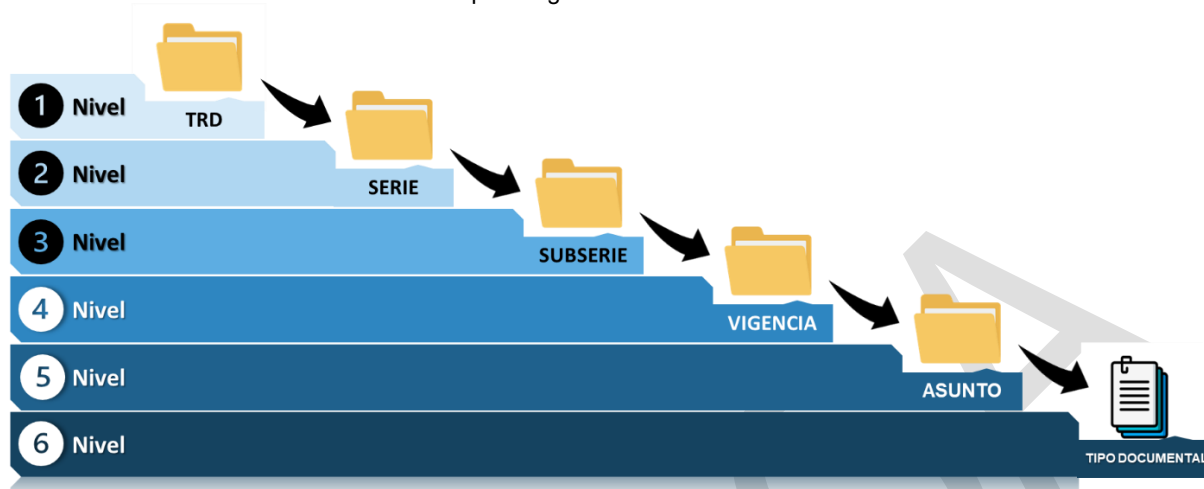 1 Nivel
TRD
2 Nivel
SERIE
3 Nivel
SUBSERIE
4 Nivel
VIGENCIA
5 Nivel
ASUNTO
6 Nivel
TIPO DOCUMENTAL